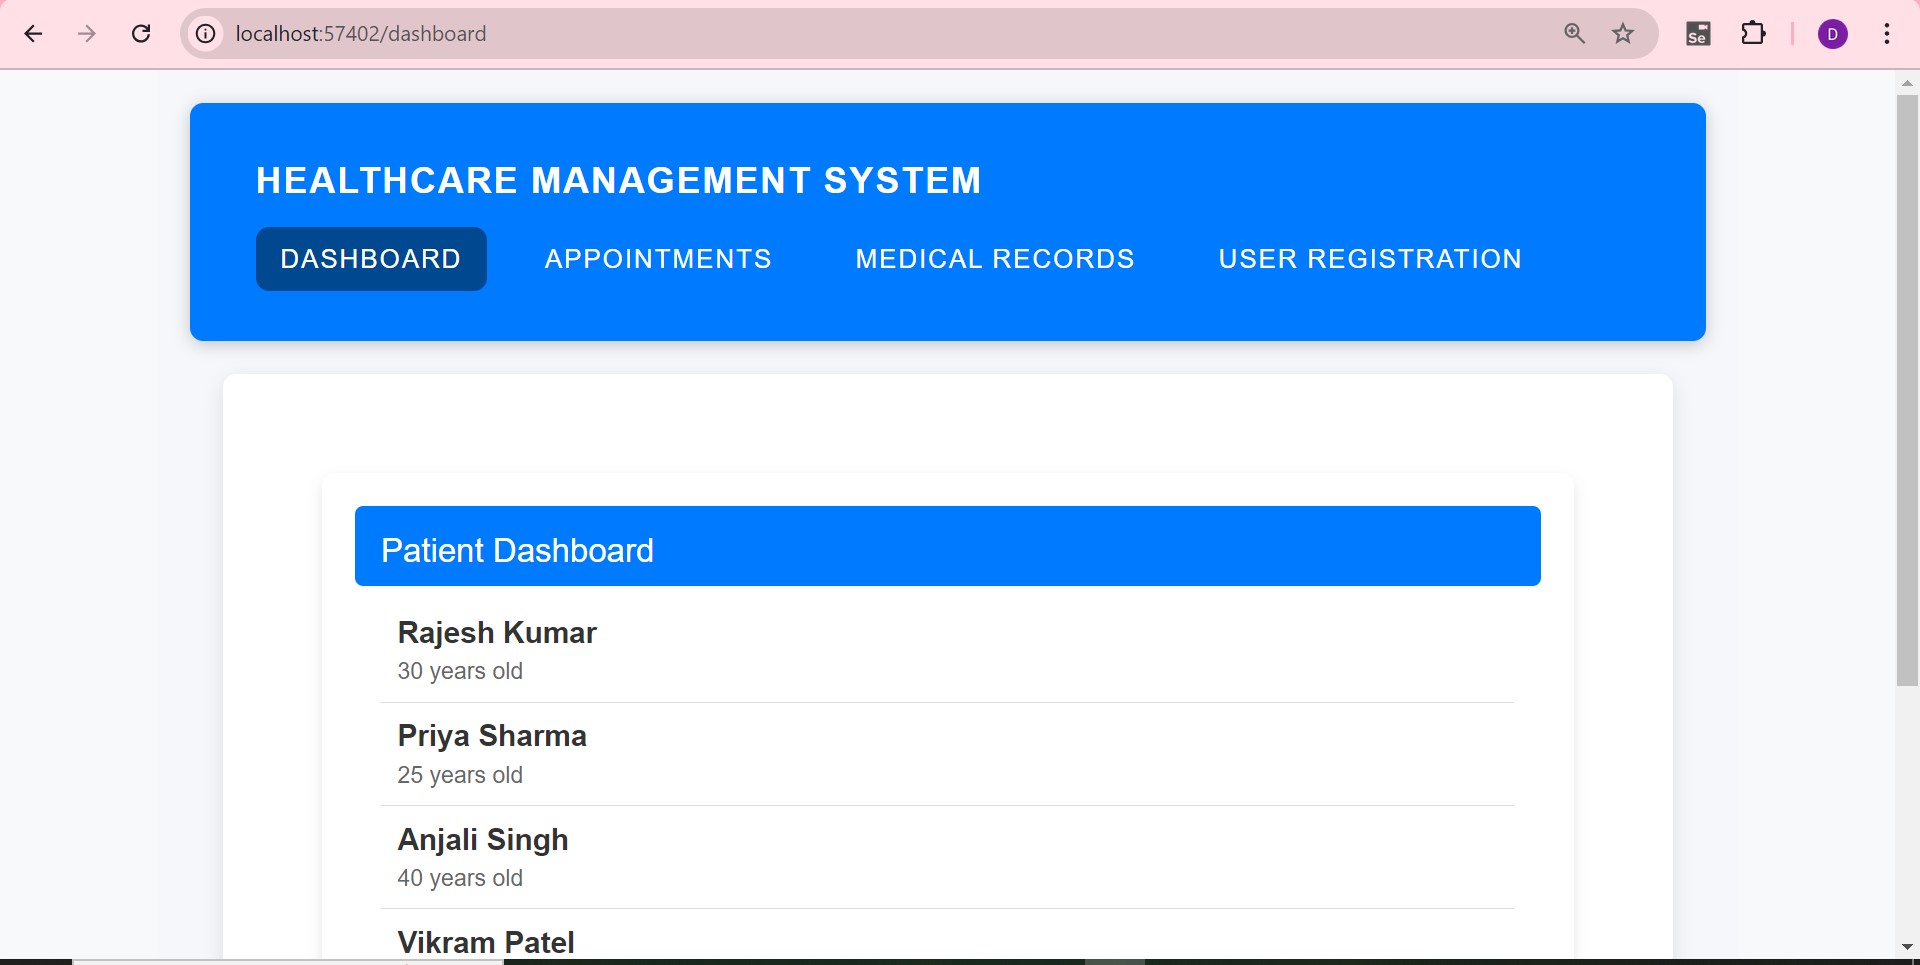 localhost:57402/dashboard
Se
D
HEALTHCARE MANAGEMENT SYSTEM
DASHBOARD APPOINTMENTS MEDICAL RECORDS USER REGISTRATION
Patient Dashboard
Rajesh Kumar
30 years old
Priya Sharma
25 years old
Anjali Singh
40 years old
Vikram Patel